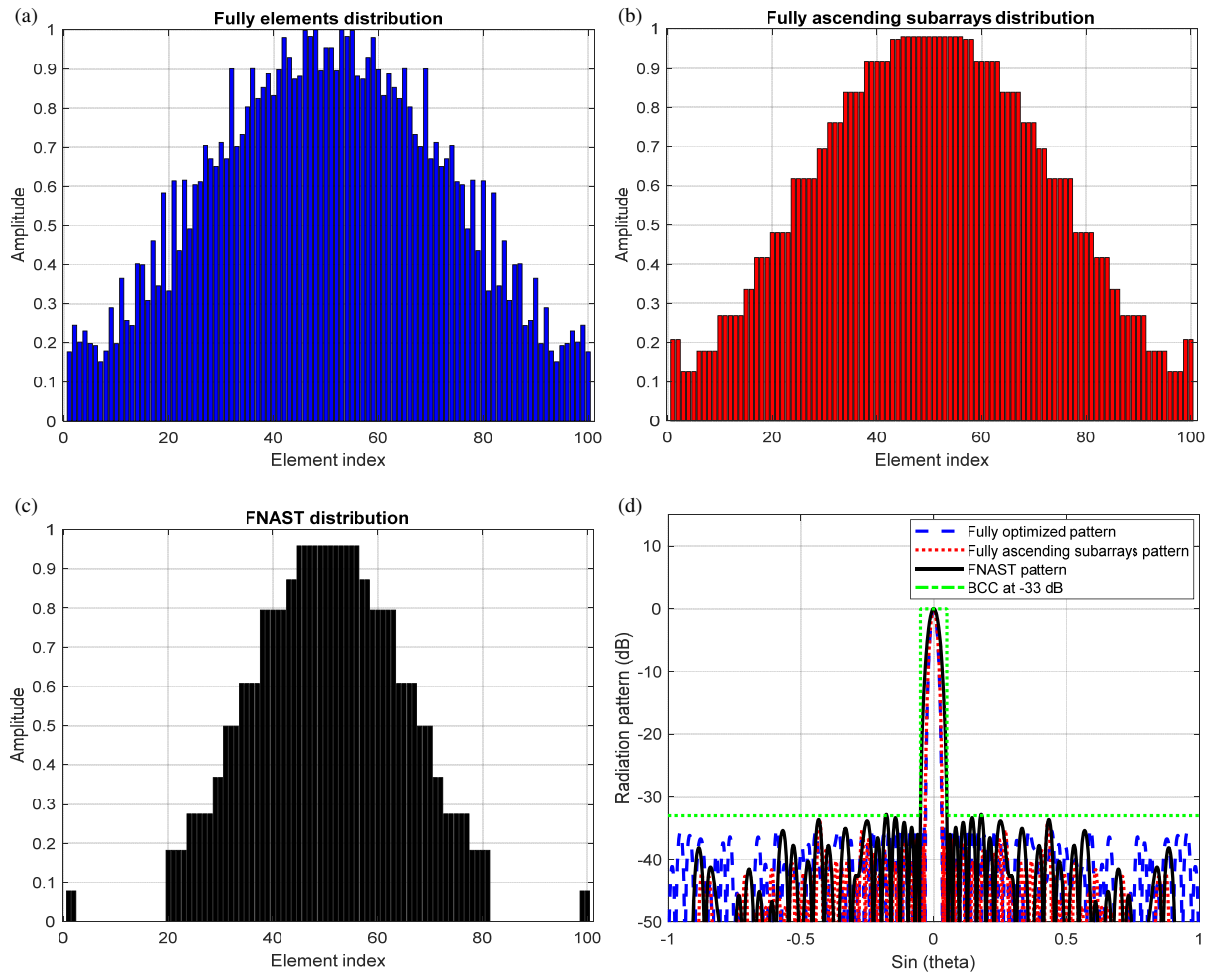 (a)
Fully elements distribution
1
0.9
0.8
0.7
0.6
0.5
0.4
0.3
0.2
0.1
0
Amplitude
0 20 40 60 80 100
Element index
(b)
Fully ascending subarrays distribution
1
0.9
0.8
0.7
0.6
0.5
0.4
0.3
0.2
0.1
0
Amplitude
0 20 40 60 80 100
Element index
(c)
FNAST distribution
1
0.9
0.8
0.7
0.6
0.5
0.4
0.3
0.2
0.1
0
Amplitude
0 20 40 60 80 100
Element index
(d)
Fully optimized pattern
Fully ascending subarrays pattern
FNAST pattern
BCC at -33 dB
10
0
-10
-20
-30
-40
-50
Radiation pattern (dB)
-1 -0.5 0 0.5 1
Sin (theta)